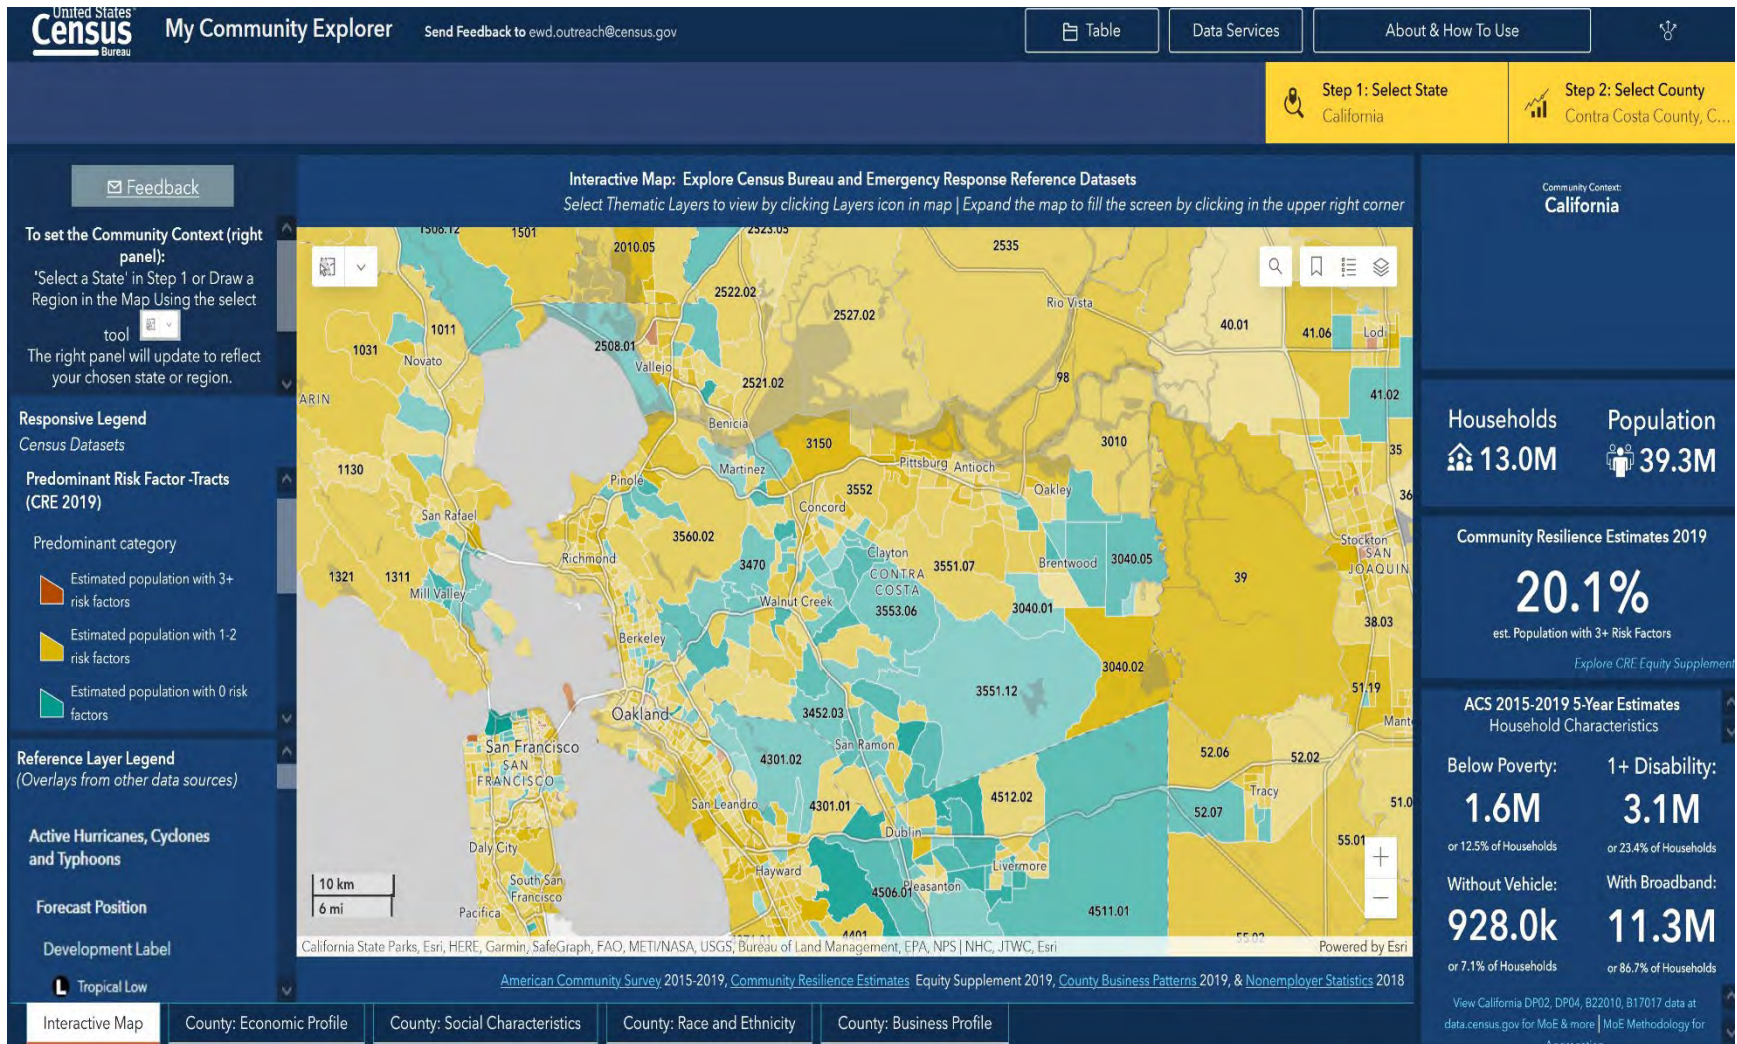 United States®
Census
Bureau
My Community Explorer
Send Feedback to ewd.outreach@census.gov
Table
Data Services
About & How To Use
Step 1: Select State
California
Step 2: Select County
Contra Costa County, C...
Feedback
To set the Community Context (right
panel):
'Select a State' in Step 1 or Draw a
Region in the Map Using the select
tool
The right panel will update to reflect
your chosen state or region.
Responsive Legend
Census Datasets
Predominant Risk Factor -Tracts
(CRE 2019)
Predominant category
Estimated population with 3+
risk factors
Estimated population with 1-2
risk factors
Estimated population with 0 risk
factors
Reference Layer Legend
(Overlays from other data sources)
Active Hurricanes, Cyclones
and Typhoons
Forecast Position
Development Label
L Tropical Low
Interactive Map: Explore Census Bureau and Emergency Response Reference Datasets
Select Thematic Layers to view by clicking Layers icon in map | Expand the map to fill the screen by clicking in the upper right corner
1508.12
1501
2010.05
2523.05
2535
2522.02
Rio Vista
2527.02
40.01
41.06
Lod
1011
1031
Novato
2508.01
Vallejo
98
2521.02
41.02
ARIN
Benicia
3150
3010
35
1130
Martinez
Pittsburg
Antioch
Pinole
3552
Oakley
36
Concord
San Rafael
3560.02
Stockton
SAN
JOAQUIN
Richmond
3470
Clayton
CONTRA
COSTA
3551.07
Brentwood
3040.05
1321
1311
39
Mill Valley
Walnut Creek
3553.06
3040.01
38.03
Berkeley
3040.02
3551.12
51.19
Oakland
3452.03
Mant
San Francisco
SAN
FRANCISCO
San Ramon
4301.02
52.06
52.02
San Leandro
4301.01
4512.02
Tracy
51.0
52.07
Dublin
55.01
Daly City
Hayward
Livermore
South San
Francisco
4506.01
Pleasanton
Pacifica
4511.01
4401
55.02
10 km
6 mi
California State Parks, Esri, HERE, Garmin, SafeGraph, FAO, METI/NASA, USGS, Bureau of Land Management, EPA, NPS | NHC, JTWC, Esri
Powered by Esri
American Community Survey 2015-2019, Community Resilience Estimates Equity Supplement 2019, County Business Patterns 2019, & Nonemployer Statistics 2018
Community Context:
California
Households
13.0M
Population
39.3M
Community Resilience Estimates 2019
20.1%
est. Population with 3+ Risk Factors
Explore CRE Equity Supplement
ACS 2015-2019 5-Year Estimates
Household Characteristics
Below Poverty:
1.6M
or 12.5% of Households
1+ Disability:
3.1M
or 23.4% of Households
Without Vehicle:
928.0k
or 7.1% of Households
With Broadband:
11.3M
or 86.7% of Households
View California DP02, DP04, B22010, B17017 data at
data.census.gov for MoE & more | MoE Methodology for
Interactive Map
County: Economic Profile
County: Social Characteristics
County: Race and Ethnicity
County: Business Profile